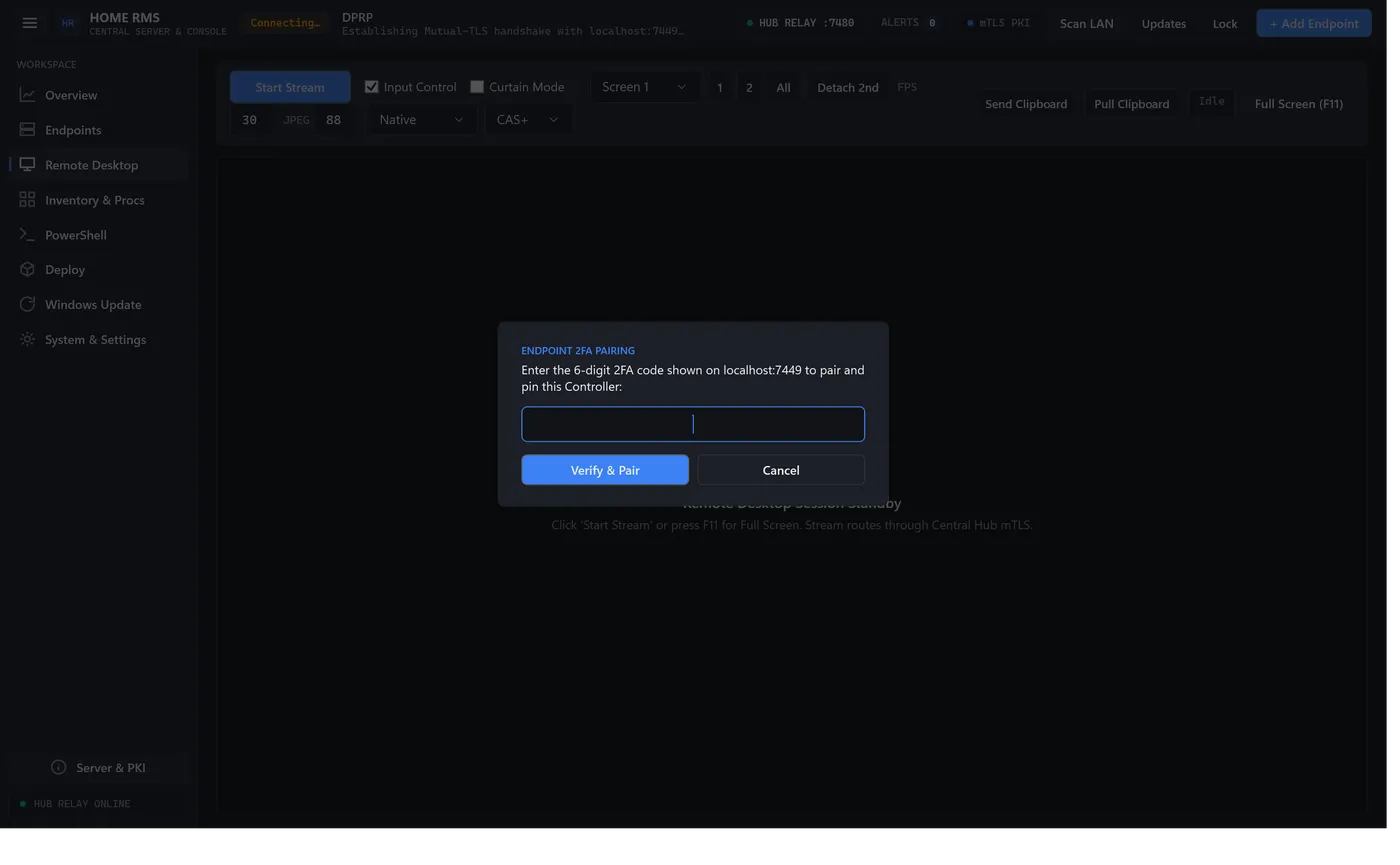 HR
HOME RMS
CENTRAL SERVER & CONSOLE
Connecting…
DPRP
Establishing Mutual-TLS handshake with localhost:7449…
HUB RELAY :7480
ALERTS 0
mTLS PKI
Scan LAN
Updates
Lock
+ Add Endpoint
WORKSPACE
Overview
Endpoints
Remote Desktop
Inventory & Procs
PowerShell
Deploy
Windows Update
System & Settings
Server & PKI
HUB RELAY ONLINE
Start Stream
Input Control
Curtain Mode
Screen 1
1
2
All
Detach 2nd
FPS
30
JPEG
88
Native
CAS+
Send Clipboard
Pull Clipboard
Idle
Full Screen (F11)
ENDPOINT 2FA PAIRING
Enter the 6-digit 2FA code shown on localhost:7449 to pair and
pin this Controller:
Verify & Pair
Cancel
Remote Desktop Session Standby
Click 'Start Stream' or press F11 for Full Screen. Stream routes through Central Hub mTLS.